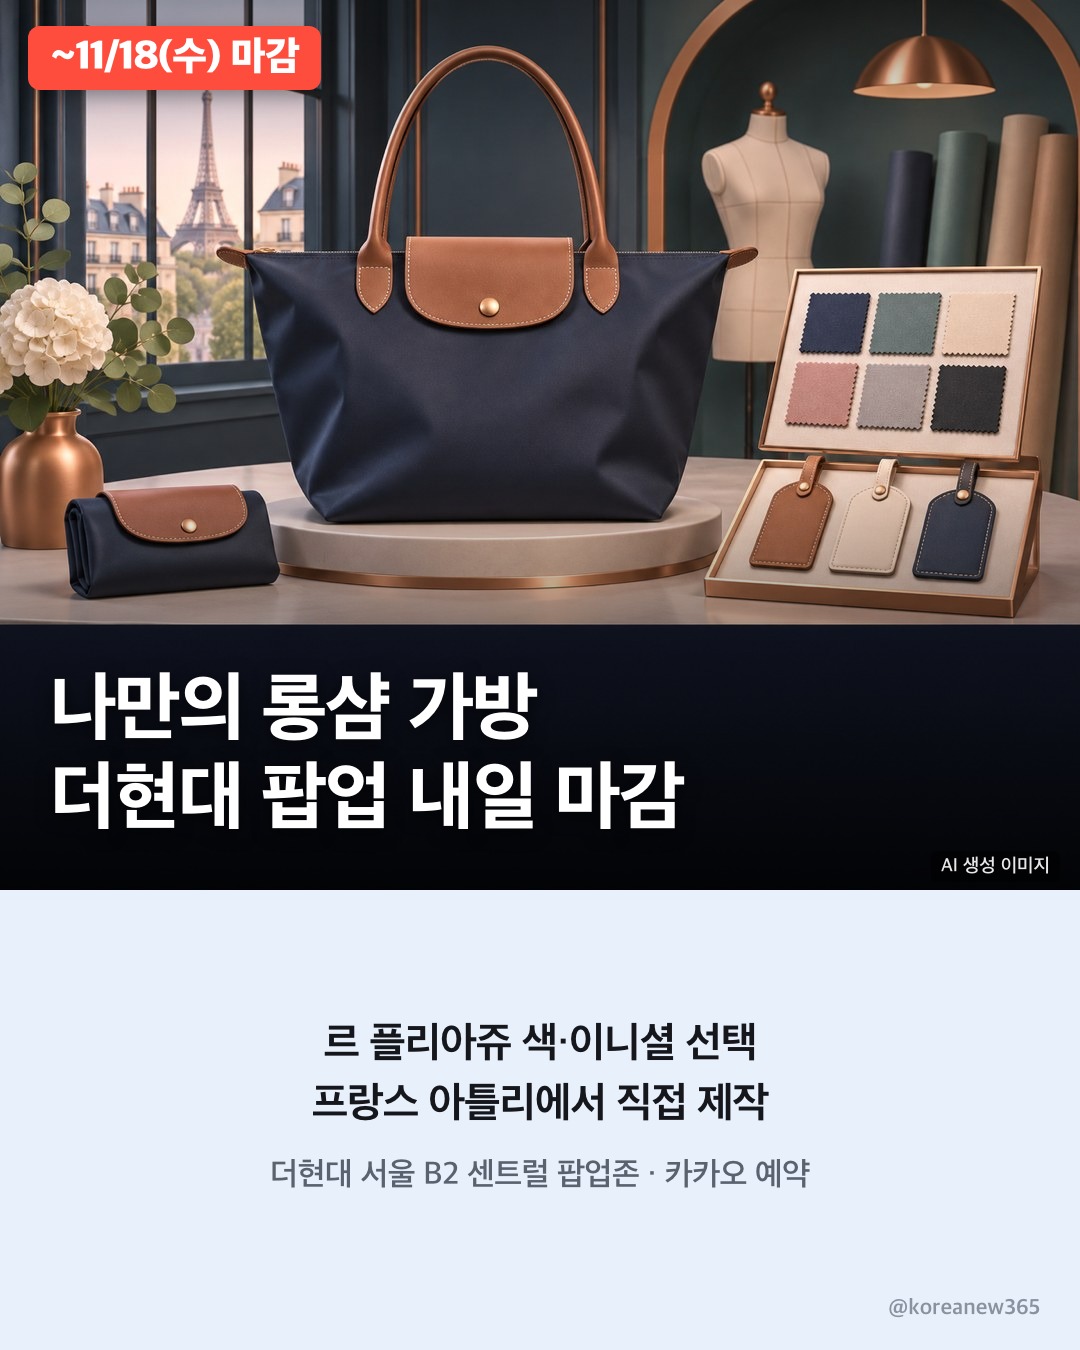 ~11/18(수) 마감
나만의 롱샴 가방
더현대 팝업 내일 마감
AI 생성 이미지
르 플리아쥬 색·이니셜 선택
프랑스 아틀리에서 직접 제작
더현대 서울 B2 센트럴 팝업존 · 카카오 예약
@koreanew365